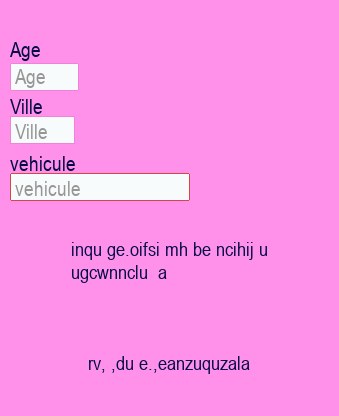 Age
Age
Ville
Ville
vehicule
vehicule
inqu ge.oifsi mh be ncihij u
ugcwnnclu  a
rv, ,du e.,eanzuquzala